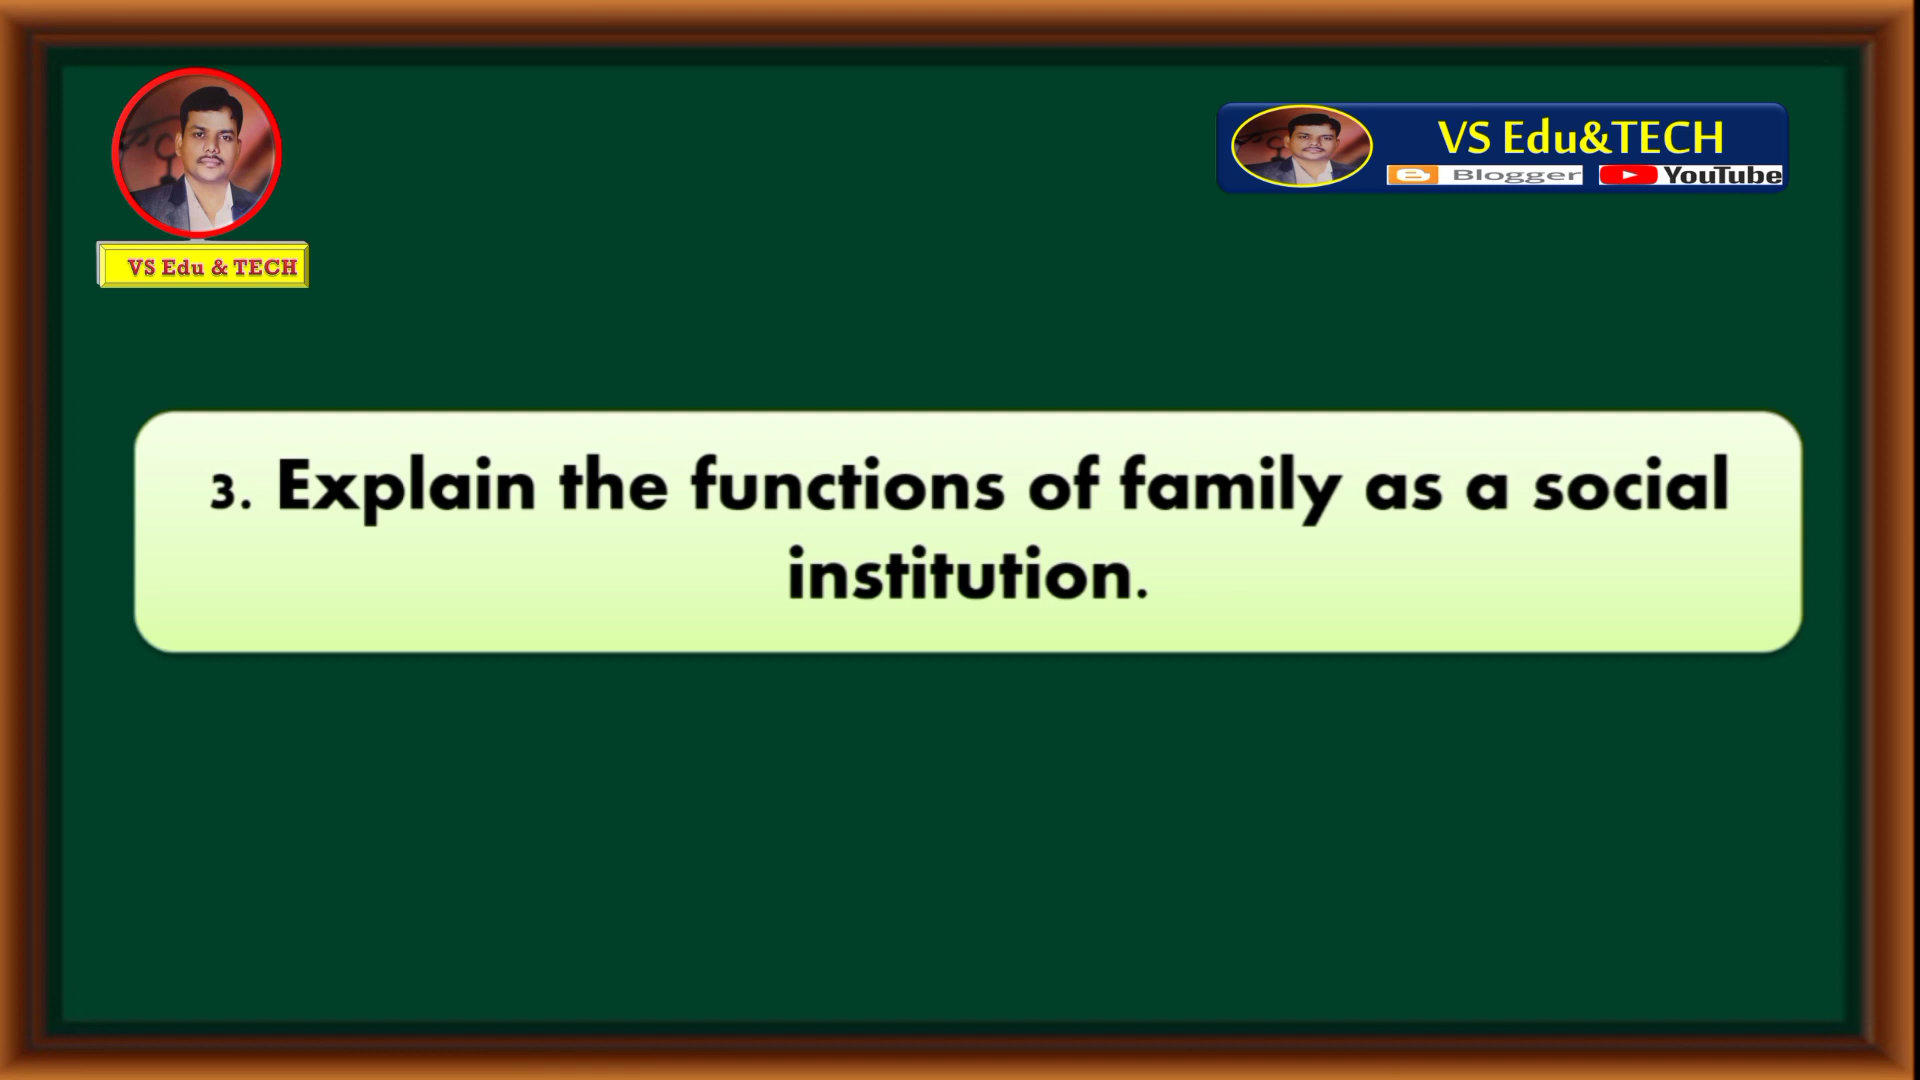 VS Edu&TECH
Blogger YouTube
VS Edu & TECH
3. Explain the functions of family as a social
institution.